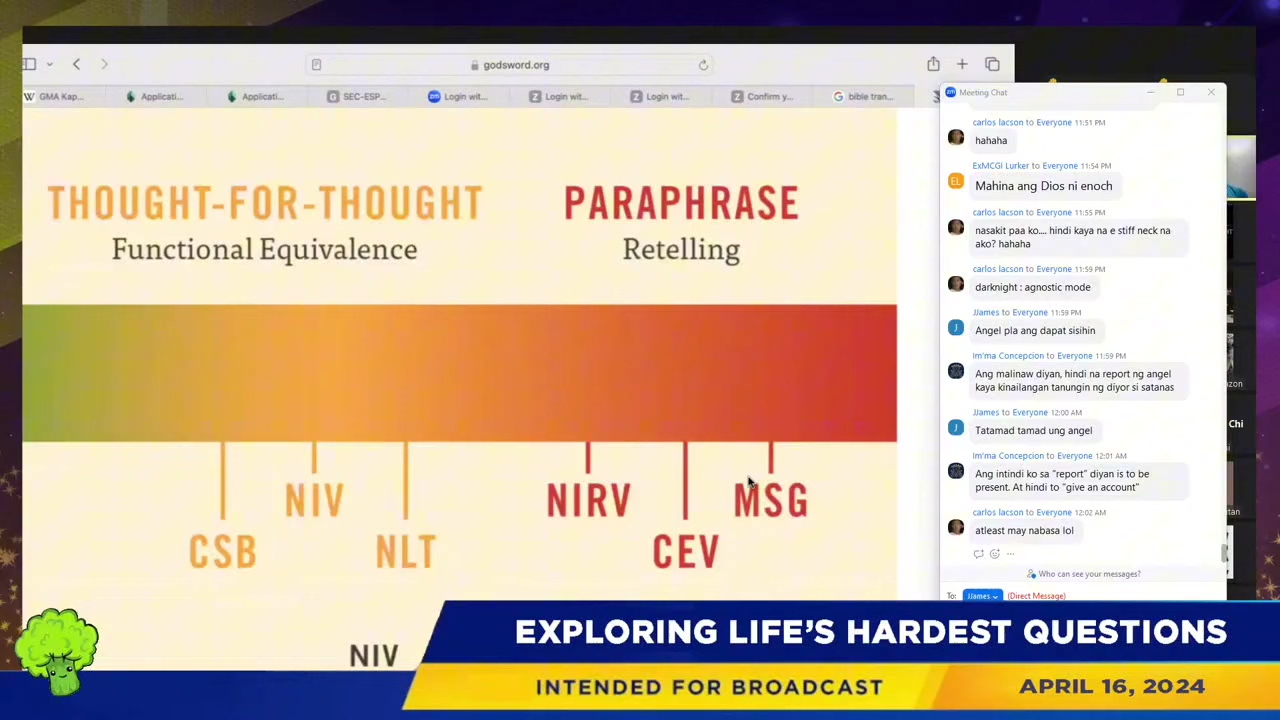 godsword.org
GMA Kap...
Applicati...
Applicati...
SEC-ESP...
Login wit...
Login wit...
Login wit...
Confirm y...
bible tran...
THOUGHT-FOR-THOUGHT
Functional Equivalence
PARAPHRASE
Retelling
CSB
NIV
NLT
NIRV
CEV
MSG
NIV
Meeting Chat
carlos lacson to Everyone 11:51 PM
hahaha
ExMCGI Lurker to Everyone 11:54 PM
EL
Mahina ang Dios ni enoch
carlos lacson to Everyone 11:55 PM
nasakit paa ko.... hindi kaya na e stiff neck na
ako? hahaha
carlos lacson to Everyone 11:59 PM
darknight : agnostic mode
JJames to Everyone 11:59 PM
J
Angel pla ang dapat sisihin
Im'ma Concepcion to Everyone 11:59 PM
Ang malinaw diyan, hindi na report ng angel
kaya kinailangan tanungin ng diyor si satanas
JJames to Everyone 12:00 AM
J
Tatamad tamad ung angel
Im'ma Concepcion to Everyone 12:01 AM
Ang intindi ko sa "report" diyan is to be
present. At hindi to "give an account"
carlos lacson to Everyone 12:02 AM
atleast may nabasa lol
Who can see your messages?
To: JJames (Direct Message)
Chi
EXPLORING LIFE'S HARDEST QUESTIONS
INTENDED FOR BROADCAST
APRIL 16, 2024